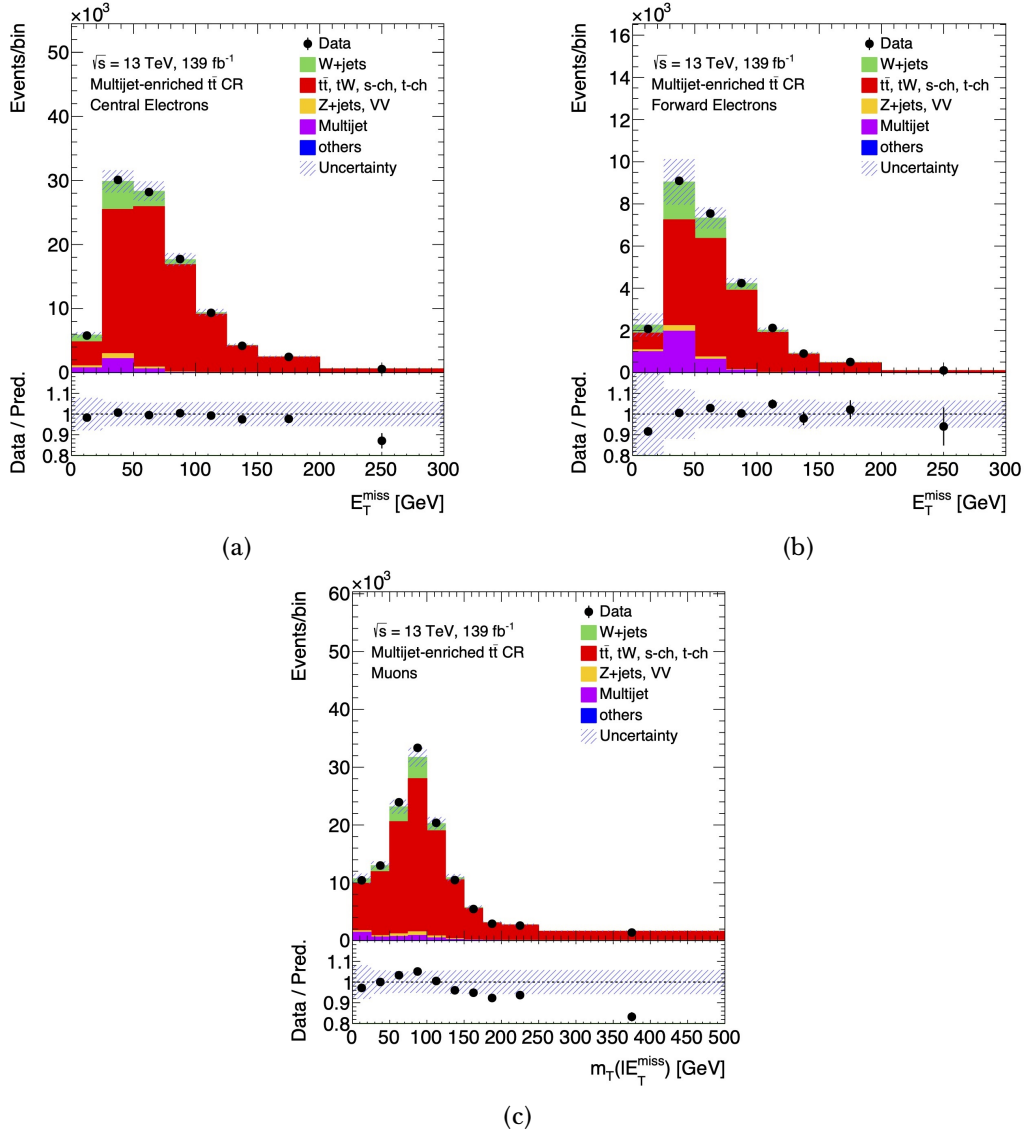 ×10³
Events/bin
50
40
30
20
10
0
√s = 13 TeV, 139 fb⁻¹
Multijet-enriched tt̄ CR
Central Electrons
Data
W+jets
tt̄, tW, s-ch, t-ch
Z+jets, VV
Multijet
others
Uncertainty
Data / Pred.
1.1
1
0.9
0.8
0 50 100 150 200 250 300
E_T^miss [GeV]
(a)
×10³
Events/bin
16
14
12
10
8
6
4
2
0
√s = 13 TeV, 139 fb⁻¹
Multijet-enriched tt̄ CR
Forward Electrons
Data
W+jets
tt̄, tW, s-ch, t-ch
Z+jets, VV
Multijet
others
Uncertainty
Data / Pred.
1.1
1
0.9
0.8
0 50 100 150 200 250 300
E_T^miss [GeV]
(b)
×10³
Events/bin
60
50
40
30
20
10
0
√s = 13 TeV, 139 fb⁻¹
Multijet-enriched tt̄ CR
Muons
Data
W+jets
tt̄, tW, s-ch, t-ch
Z+jets, VV
Multijet
others
Uncertainty
Data / Pred.
1.1
1
0.9
0.8
0 50 100 150 200 250 300 350 400 450 500
m_T(lE_T^miss) [GeV]
(c)